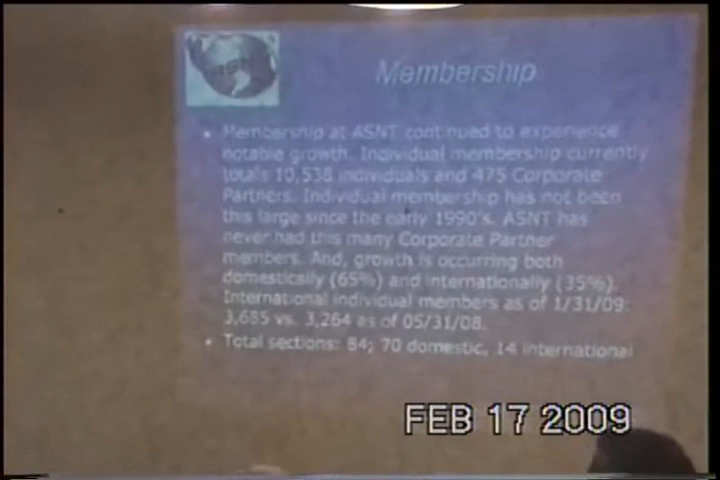 Membership
• Membership at ASNT continued to experience
notable growth. Individual membership currently
totals 10,538 individuals and 475 Corporate
Partners. Individual membership has not been
this large since the early 1990's. ASNT has
never had this many Corporate Partner
members. And, growth is occurring both
domestically (65%) and internationally (35%).
International individual members as of 1/31/09:
3,685 vs. 3,264 as of 05/31/08.
• Total sections: 84; 70 domestic, 14 international
FEB 17 2009